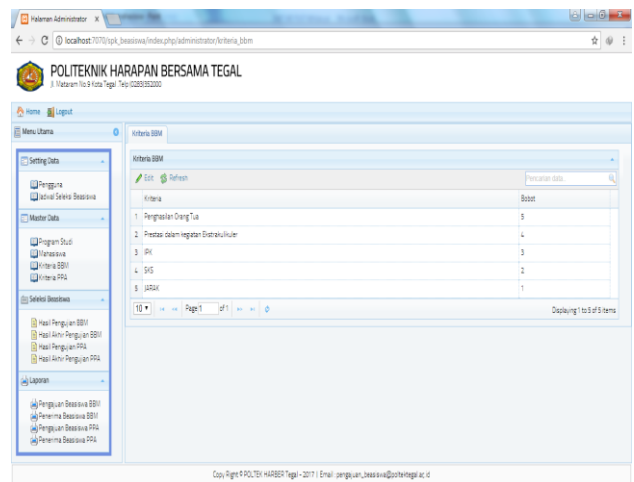 Halaman Administrator
localhost:7070/spk_beasiswa/index.php/administrator/kriteria_bbm
POLITEKNIK HARAPAN BERSAMA TEGAL
Jl. Mataram No.9 Kota Tegal Telp (0283)352000
Home Logout
Menu Utama
Kriteria BBM
Setting Data
Pengguna
Jadwal Seleksi Beasiswa
Master Data
Program Studi
Mahasiswa
Kriteria BBM
Kriteria PPA
Seleksi Beasiswa
Hasil Pengujian BBM
Hasil Akhir Pengujian BBM
Hasil Pengujian PPA
Hasil Akhir Pengujian PPA
Laporan
Pengajuan Beasiswa BBM
Penerima Beasiswa BBM
Pengajuan Beasiswa PPA
Penerima Beasiswa PPA
Kriteria BBM
Edit Refresh
Pencarian data..
Kriteria Bobot
1 Penghasilan Orang Tua 5
2 Prestasi dalam kegiatan Ekstrakulikuler 4
3 IPK 3
4 SKS 2
5 JARAK 1
10 Page 1 of 1
Displaying 1 to 5 of 5 items
Copy Right © POLTEK HARBER Tegal - 2017 | Email : pengajuan_beasiswa@poltektegal.ac.id